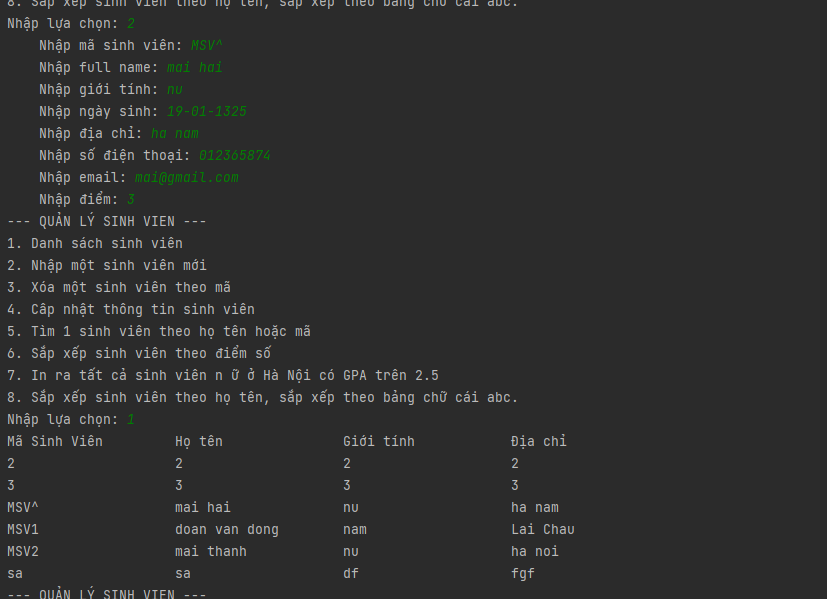 8. Sắp xếp sinh viên theo họ tên, sắp xếp theo bảng chữ cái abc.
Nhập lựa chọn: 2
Nhập mã sinh viên: MSV^
Nhập full name: mai hai
Nhập giới tính: nu
Nhập ngày sinh: 19-01-1325
Nhập địa chỉ: ha nam
Nhập số điện thoại: 012365874
Nhập email: mai@gmail.com
Nhập điểm: 3
--- QUẢN LÝ SINH VIEN ---
1. Danh sách sinh viên
2. Nhập một sinh viên mới
3. Xóa một sinh viên theo mã
4. Câp nhật thông tin sinh viên
5. Tìm 1 sinh viên theo họ tên hoặc mã
6. Sắp xếp sinh viên theo điểm số
7. In ra tất cả sinh viên n ữ ở Hà Nội có GPA trên 2.5
8. Sắp xếp sinh viên theo họ tên, sắp xếp theo bảng chữ cái abc.
Nhập lựa chọn: 1
Mã Sinh Viên Họ tên Giới tính Địa chỉ
2 2 2 2
3 3 3 3
MSV^ mai hai nu ha nam
MSV1 doan van dong nam Lai Chau
MSV2 mai thanh nu ha noi
sa sa df fgf
--- QUẢN LÝ SINH VIEN ---